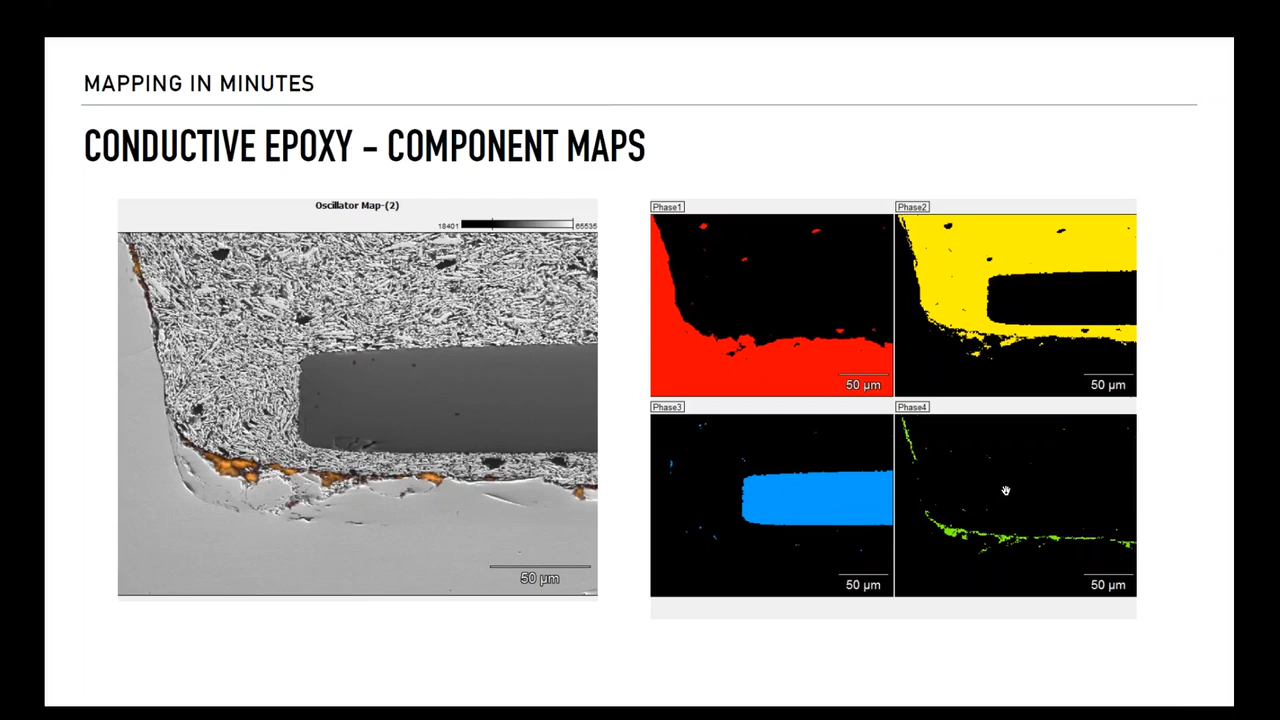 MAPPING IN MINUTES
CONDUCTIVE EPOXY – COMPONENT MAPS
Oscillator Map-(2)
18401 65535
50 µm
Phase1
50 µm
Phase2
50 µm
Phase3
50 µm
Phase4
50 µm